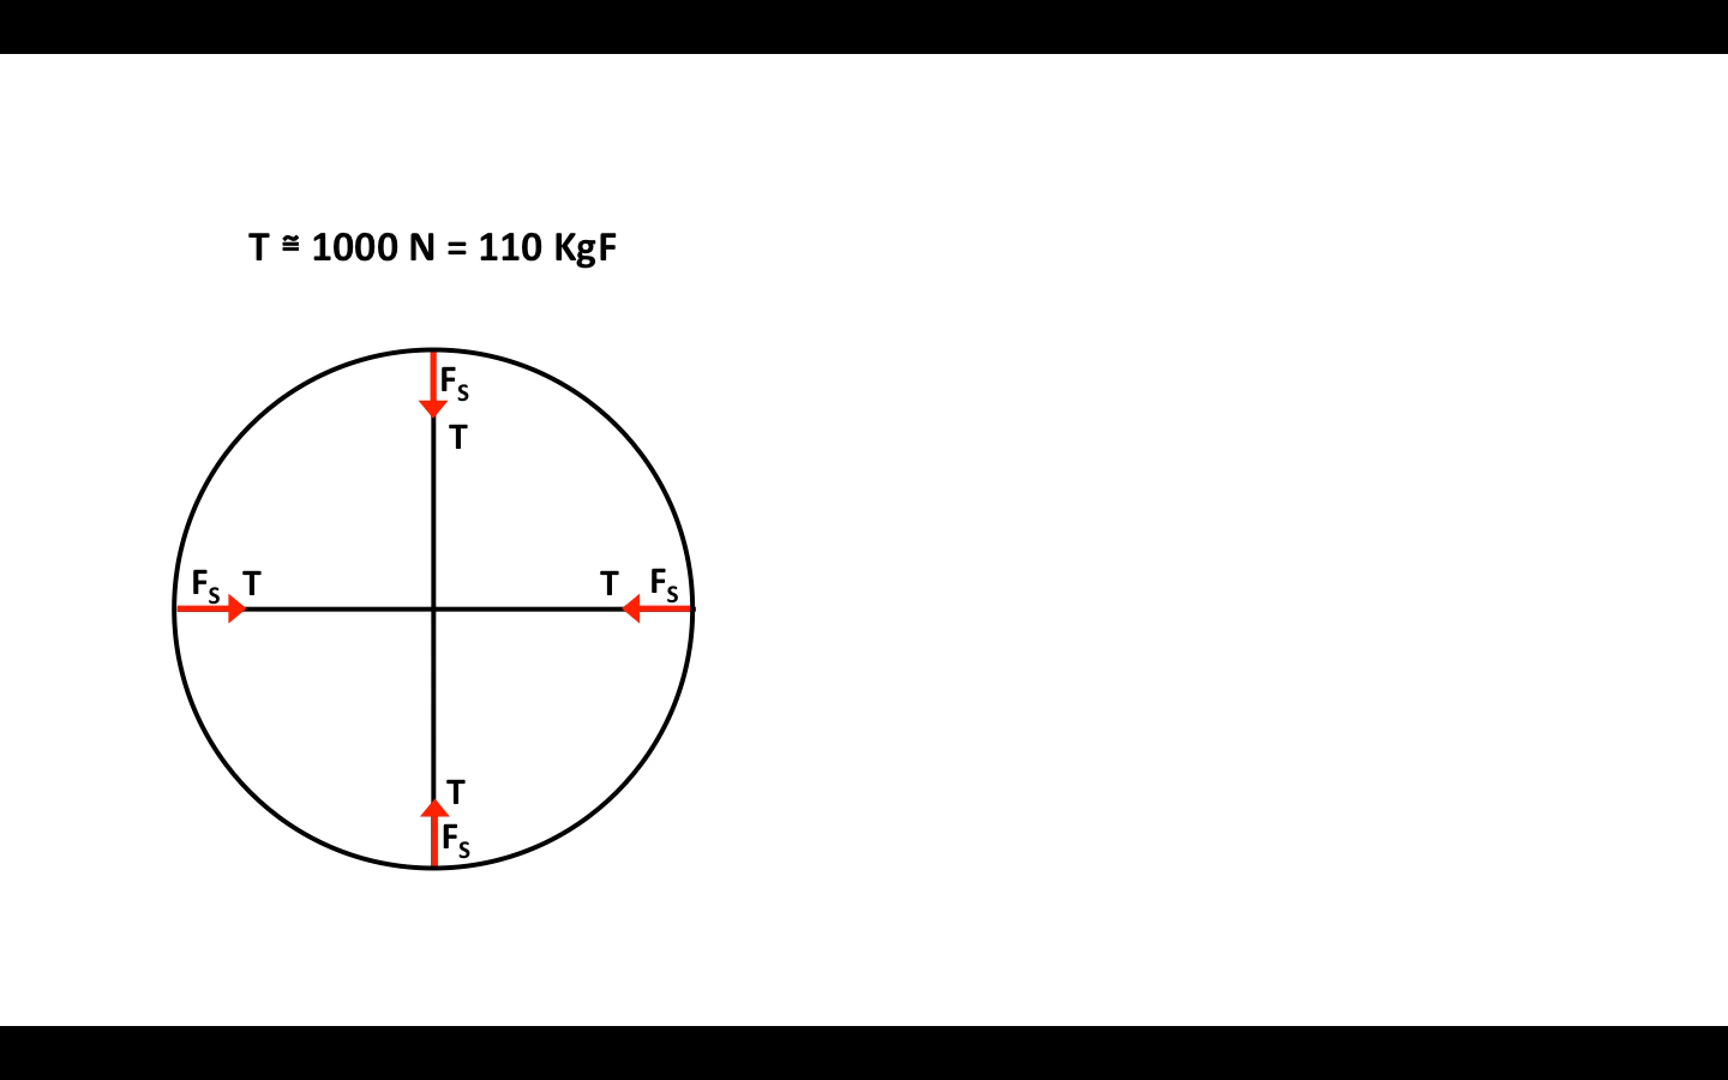 T ≅ 1000 N = 110 KgF
FS
T
FS T
T FS
T
FS